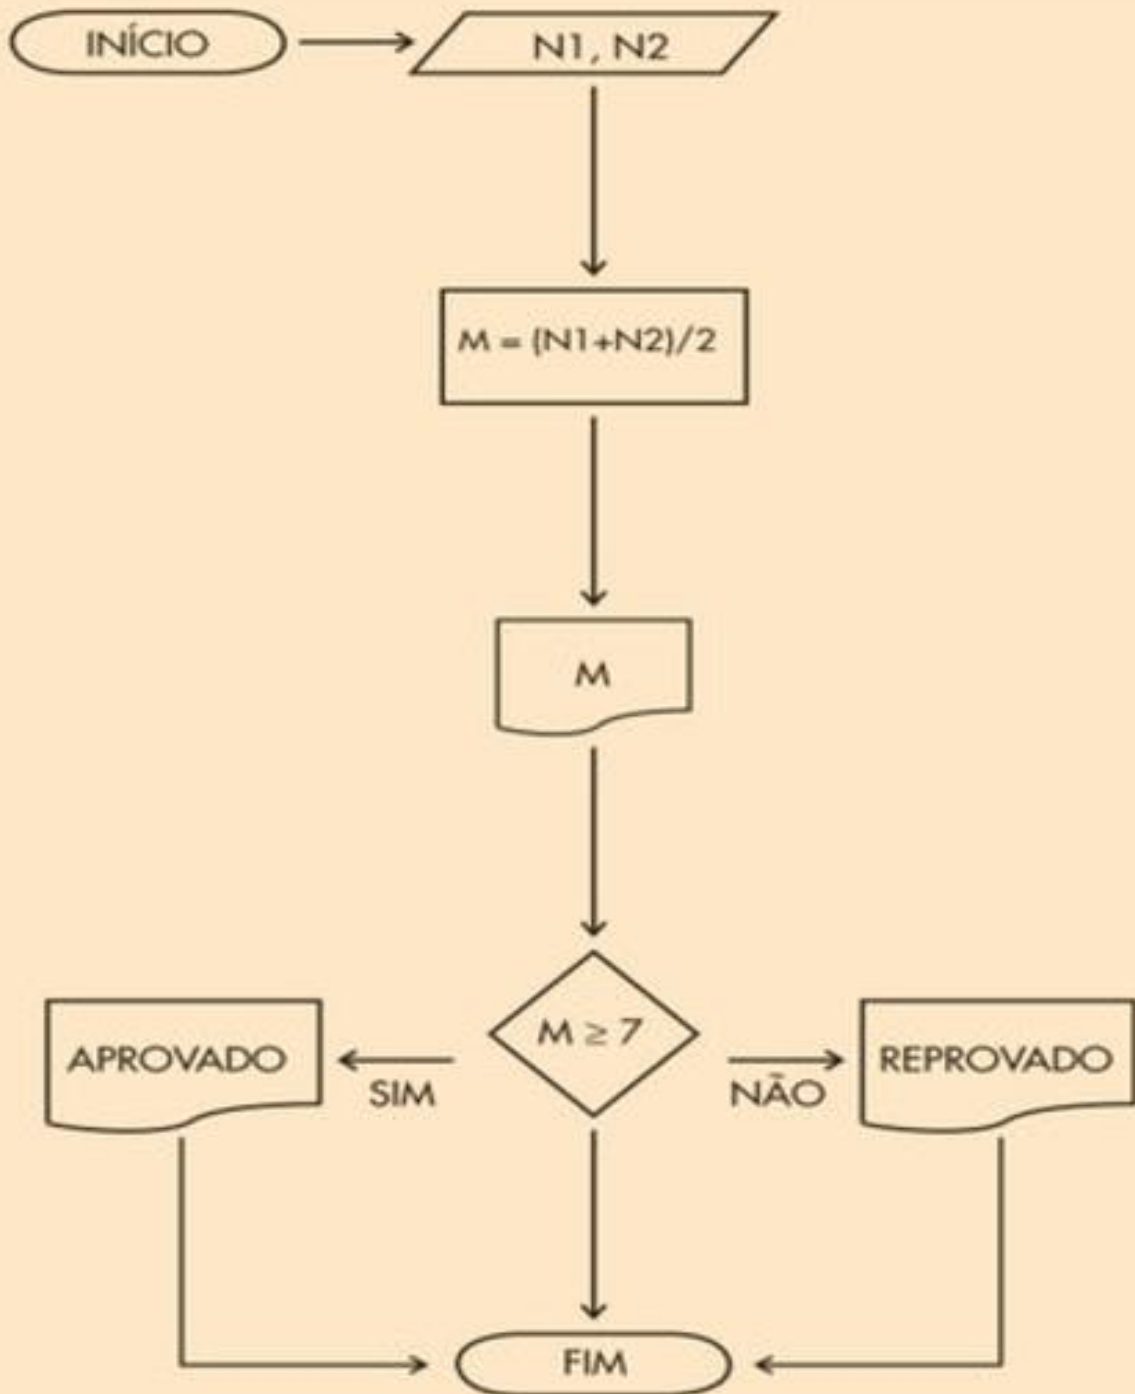 INÍCIO
N1, N2
M = (N1+N2)/2
M
M ≥ 7
APROVADO
SIM
NÃO
REPROVADO
FIM